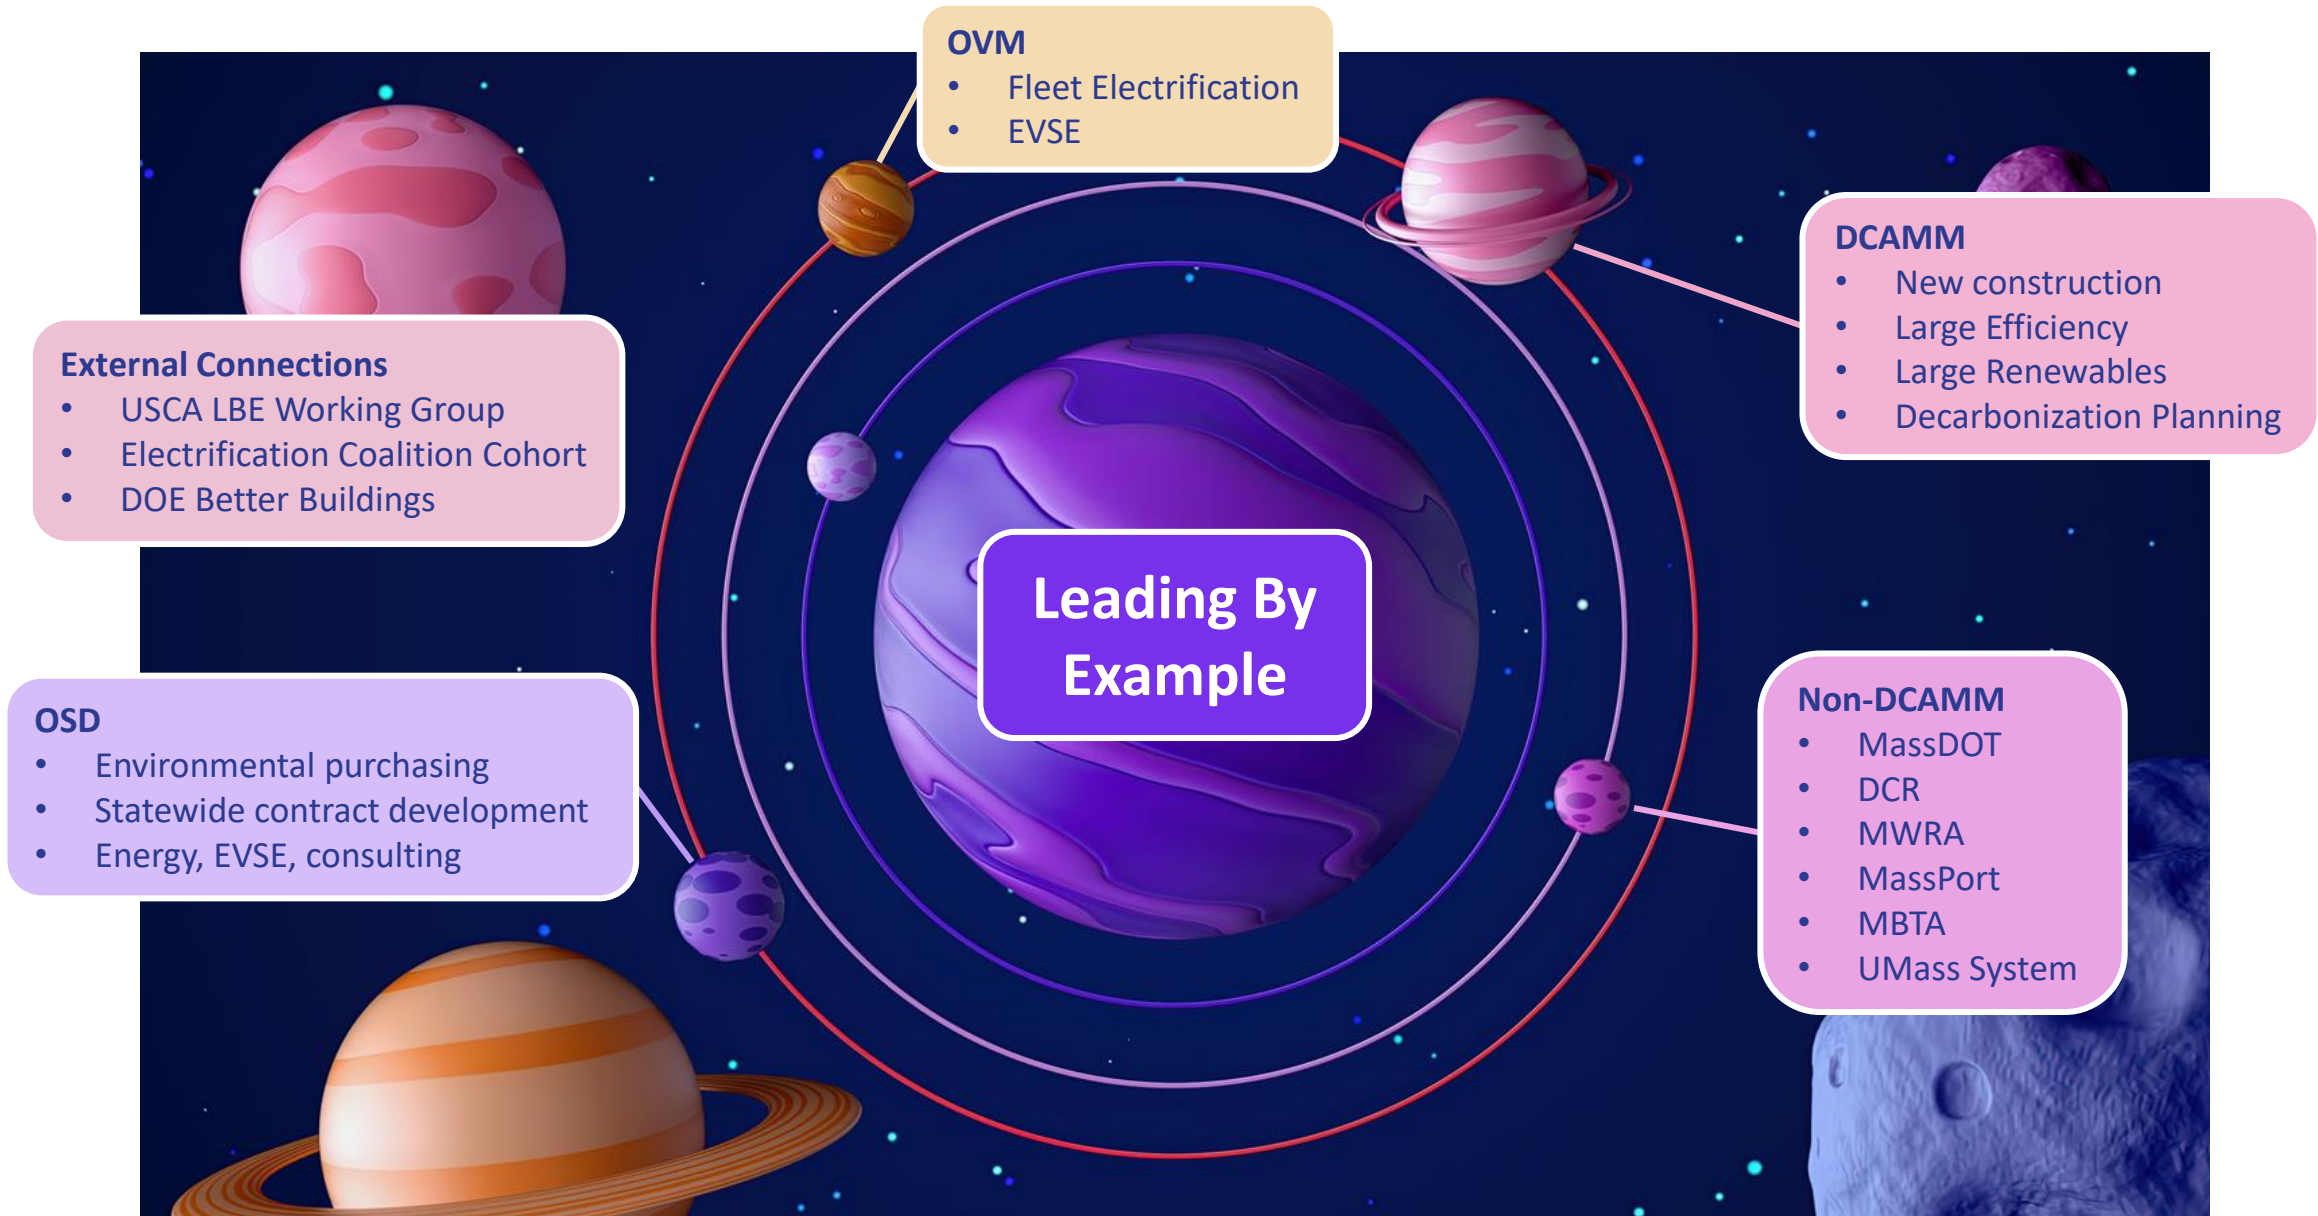 OVM
• Fleet Electrification
• EVSE
DCAMM
• New construction
• Large Efficiency
• Large Renewables
• Decarbonization Planning
External Connections
• USCA LBE Working Group
• Electrification Coalition Cohort
• DOE Better Buildings
Leading By
Example
OSD
• Environmental purchasing
• Statewide contract development
• Energy, EVSE, consulting
Non-DCAMM
• MassDOT
• DCR
• MWRA
• MassPort
• MBTA
• UMass System